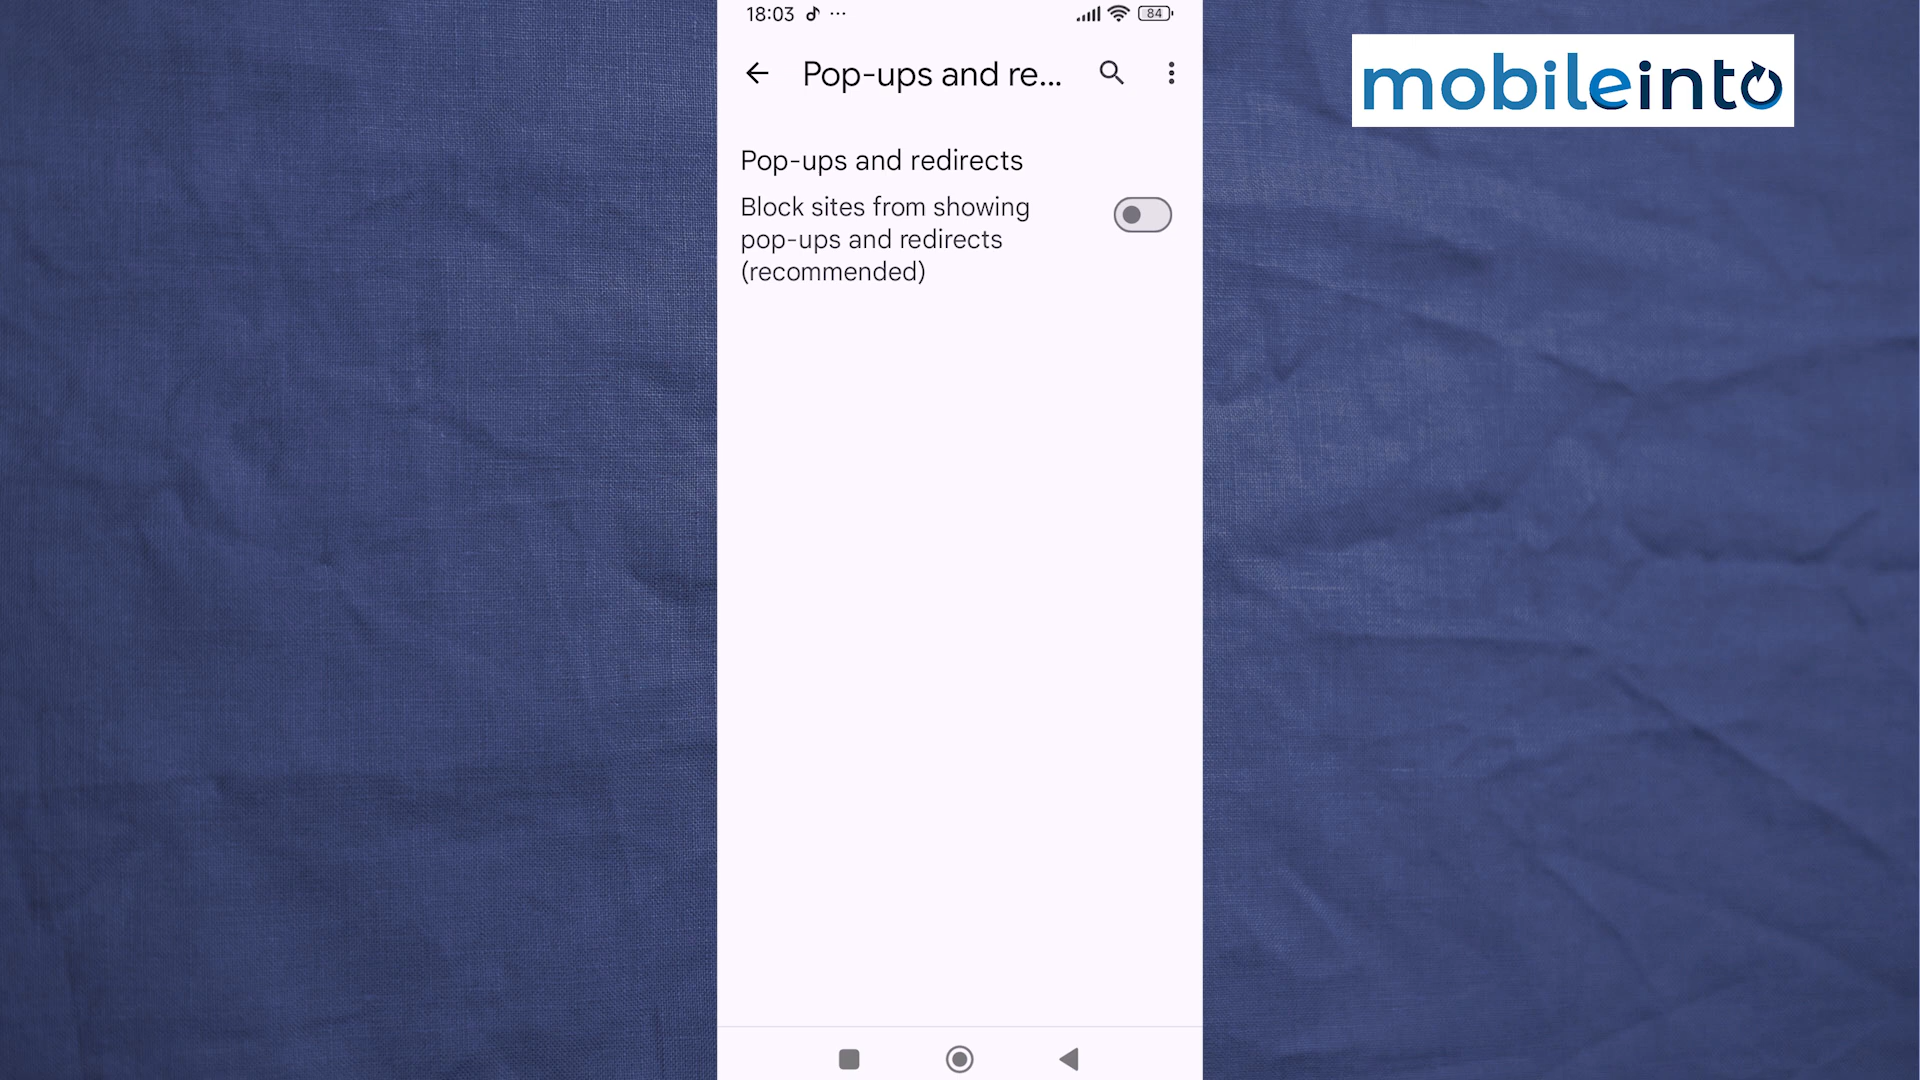 18:03
84
Pop-ups and re...
mobileinto
Pop-ups and redirects
Block sites from showing
pop-ups and redirects
(recommended)